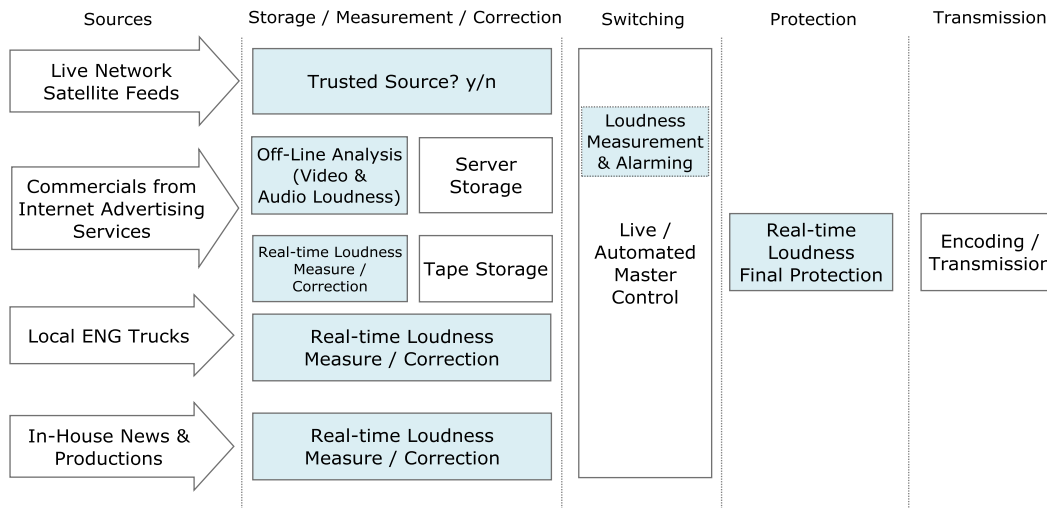 Sources
Storage / Measurement / Correction
Switching
Protection
Transmission
Live Network
Satellite Feeds
Trusted Source? y/n
Loudness
Measurement
& Alarming
Commercials from
Internet Advertising
Services
Off-Line Analysis
(Video &
Audio Loudness)
Server
Storage
Real-time Loudness
Measure /
Correction
Tape Storage
Live /
Automated
Master
Control
Real-time
Loudness
Final Protection
Encoding /
Transmission
Local ENG Trucks
Real-time Loudness
Measure / Correction
In-House News &
Productions
Real-time Loudness
Measure / Correction